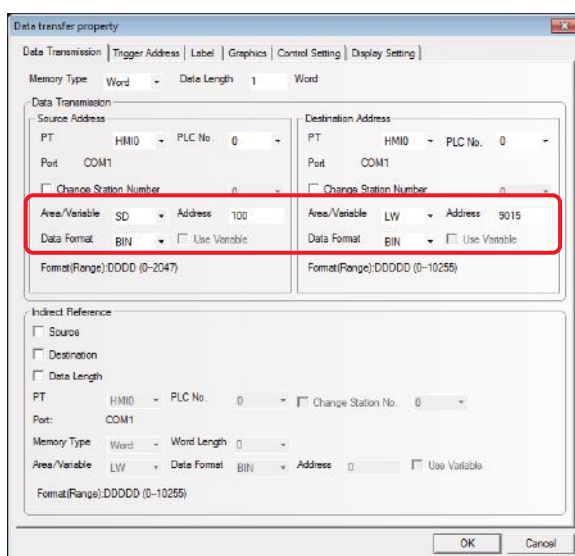 Data transfer property
Data Transmission Trigger Address Label Graphics Control Setting Display Setting
Memory Type Word Data Length 1 Word
Data Transmission
Source Address
PT HMI0 PLC No. 0
Port COM1
Change Station Number 0
Area/Variable SD Address 100
Data Format BIN Use Variable
Format(Range):DDDD (0~2047)
Destination Address
PT HMI0 PLC No. 0
Port COM1
Change Station Number 0
Area/Variable LW Address 9015
Data Format BIN Use Variable
Format(Range):DDDDD (0~10255)
Indirect Reference
Source
Destination
Data Length
PT HMI0 PLC No. 0 Change Station No. 0
Port: COM1
Memory Type Word Word Length 0
Area/Variable LW Data Format BIN Address 0 Use Variable
Format(Range):DDDDD (0~10255)
OK Cancel